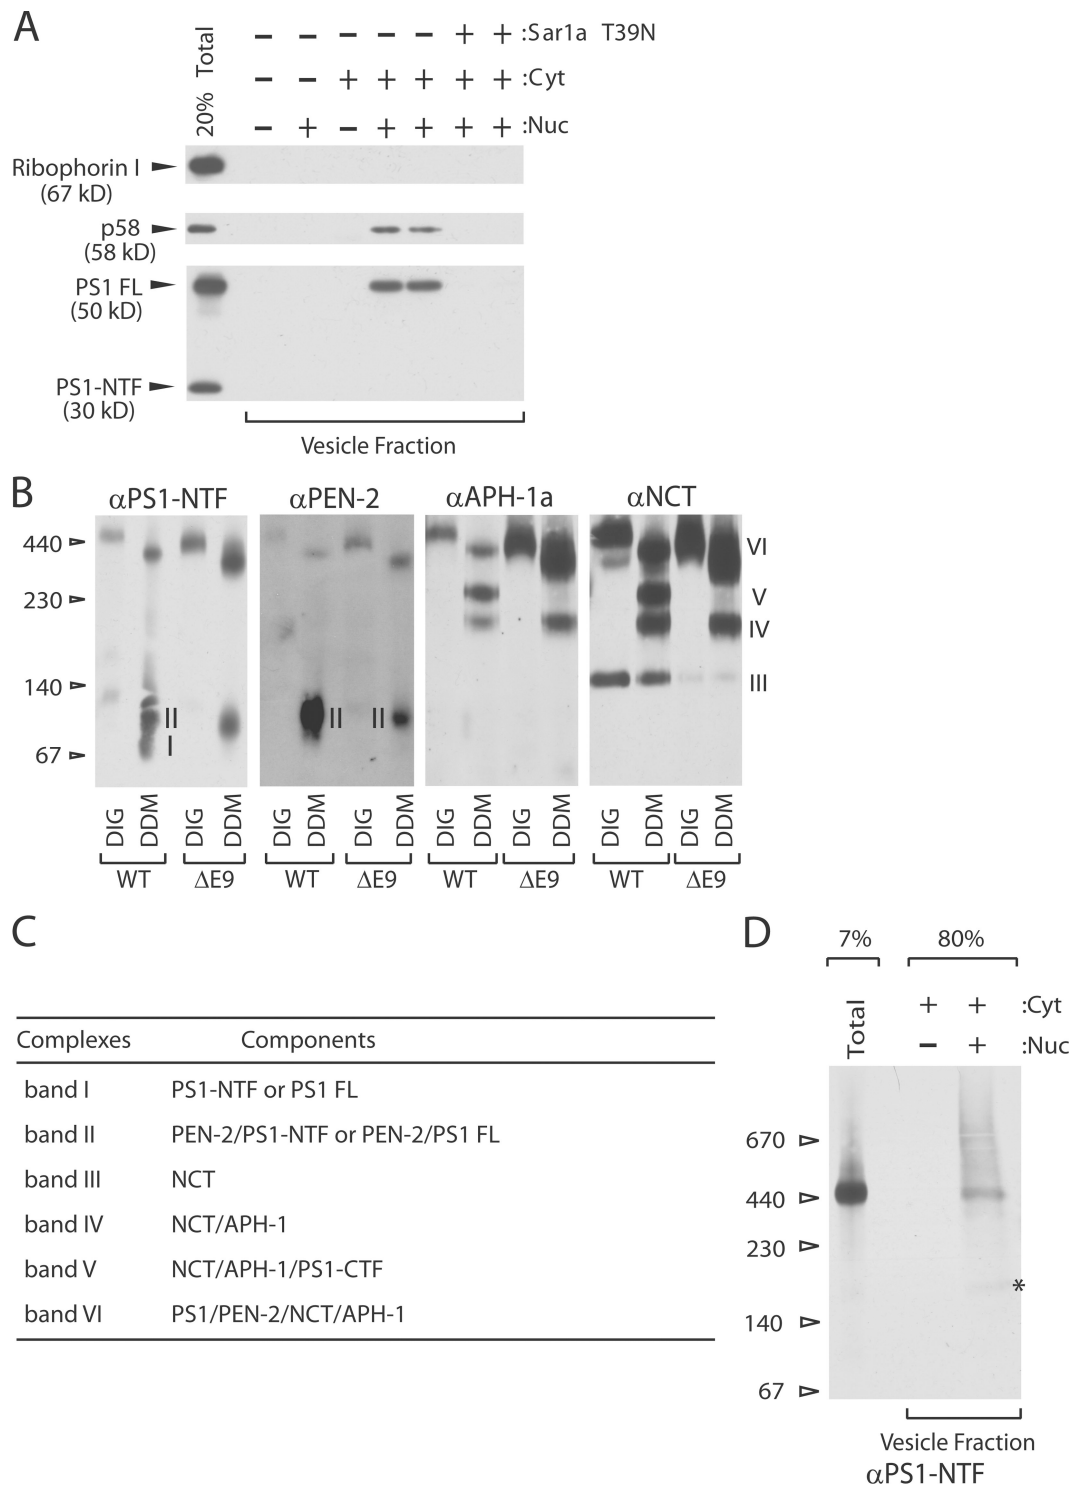 A
20% Total
– – – – – + + :Sar1a T39N
– – + + + + + :Cyt
– + – + + + + :Nuc
Ribophorin I
(67 kD)
p58
(58 kD)
PS1 FL
(50 kD)
PS1-NTF
(30 kD)
Vesicle Fraction
B
αPS1-NTF αPEN-2 αAPH-1a αNCT
440
230
140
67
II
I
II II
VI
V
IV
III
DIG DDM DIG DDM DIG DDM DIG DDM DIG DDM DIG DDM DIG DDM DIG DDM
WT ΔE9 WT ΔE9 WT ΔE9 WT ΔE9
C
Complexes Components
band I PS1-NTF or PS1 FL
band II PEN-2/PS1-NTF or PEN-2/PS1 FL
band III NCT
band IV NCT/APH-1
band V NCT/APH-1/PS1-CTF
band VI PS1/PEN-2/NCT/APH-1
D
7% 80%
Total
+ + :Cyt
– + :Nuc
670
440
230
*
140
67
Vesicle Fraction
αPS1-NTF